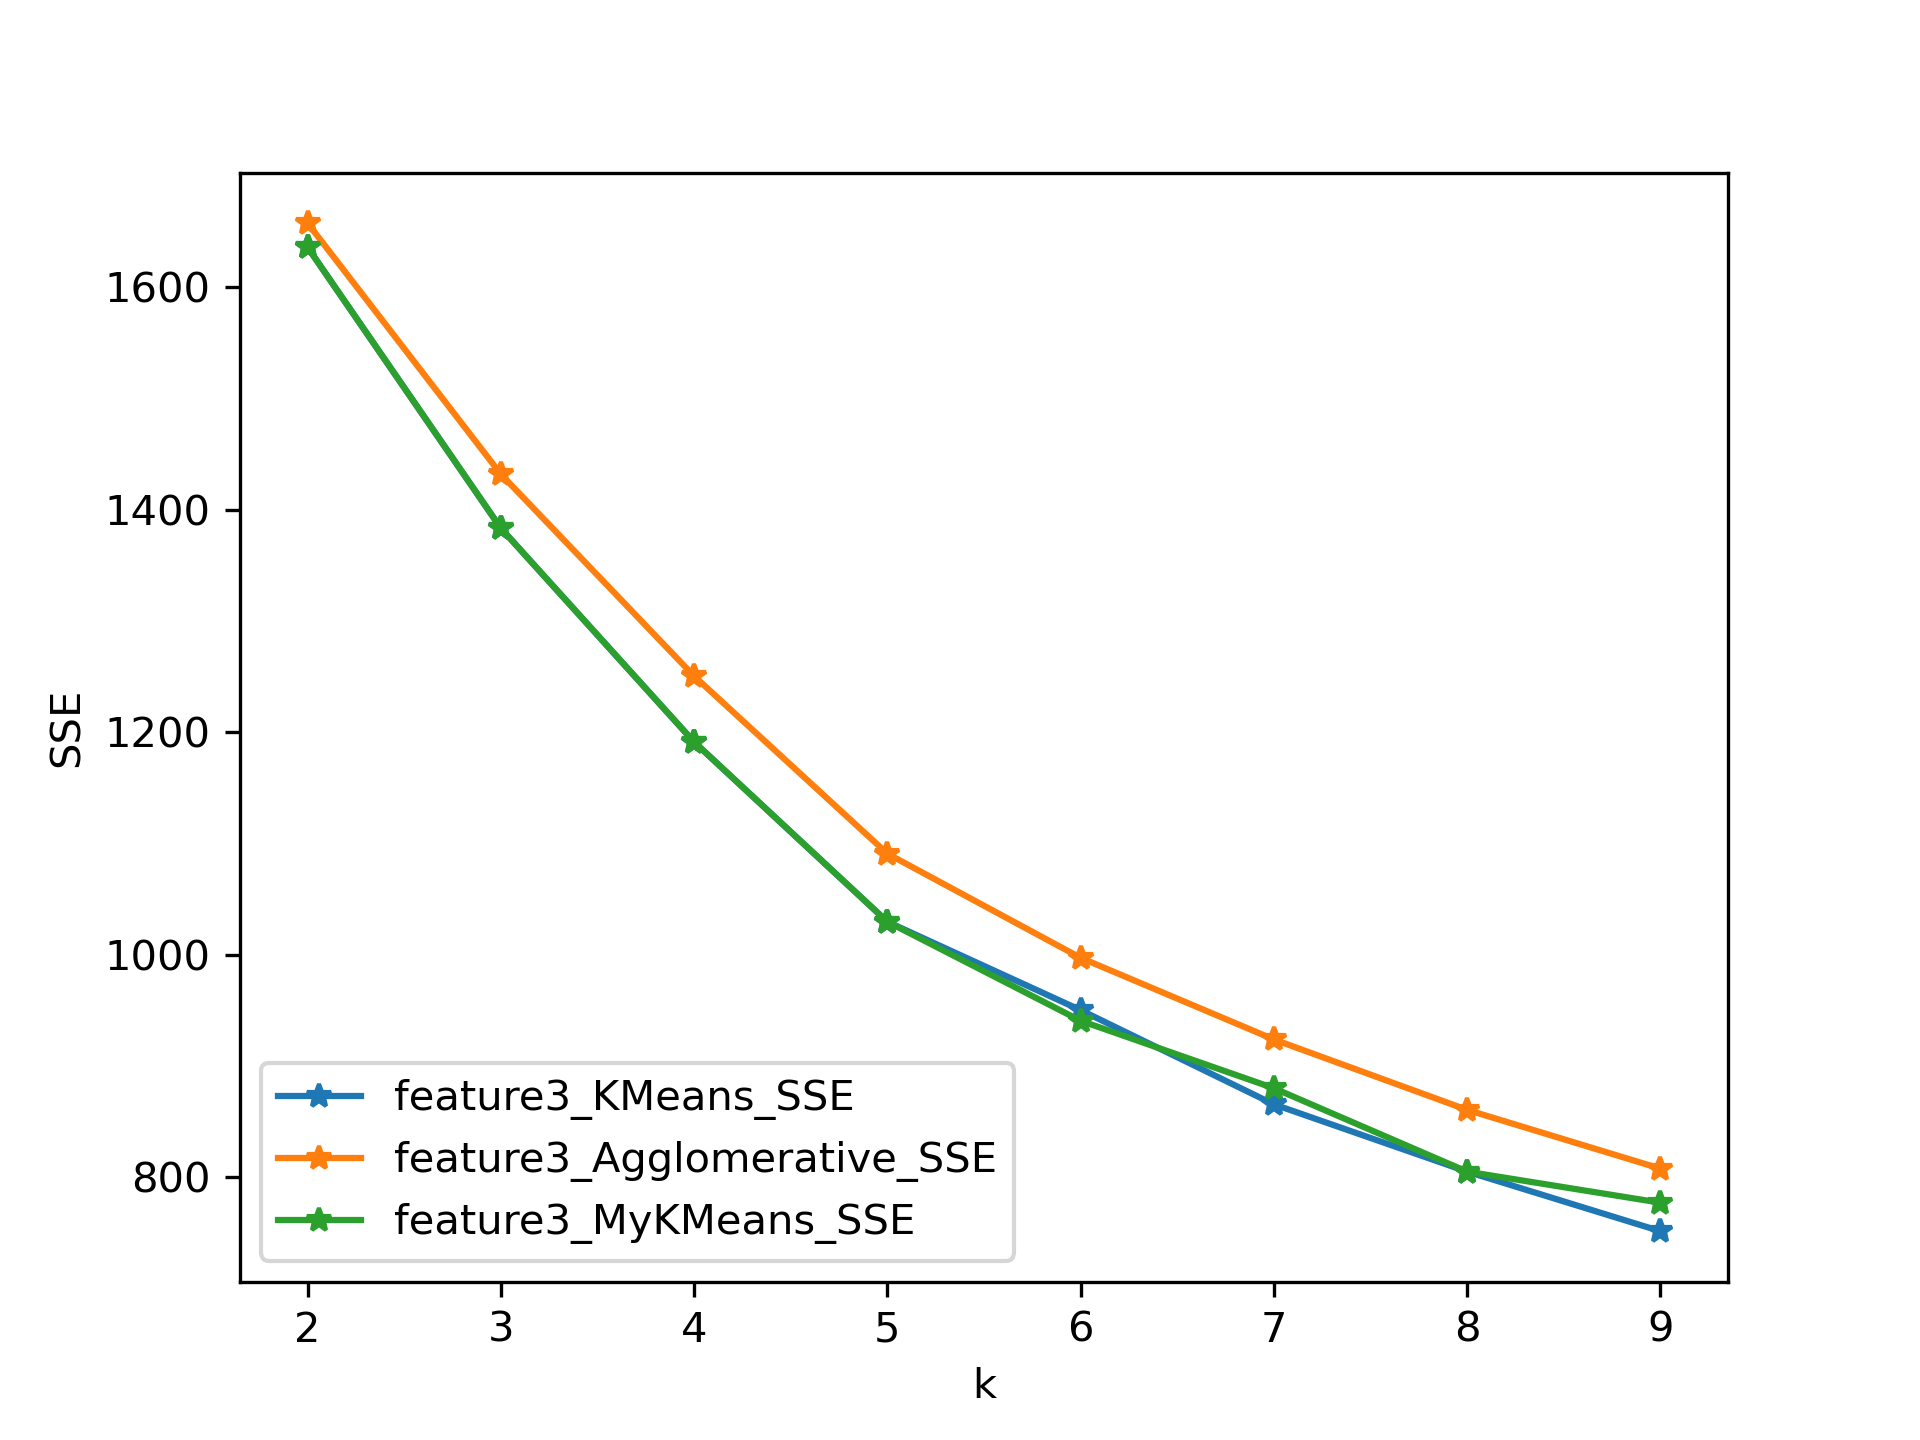 1600
1400
1200
1000
800
SSE
feature3_KMeans_SSE
feature3_Agglomerative_SSE
feature3_MyKMeans_SSE
2 3 4 5 6 7 8 9
k